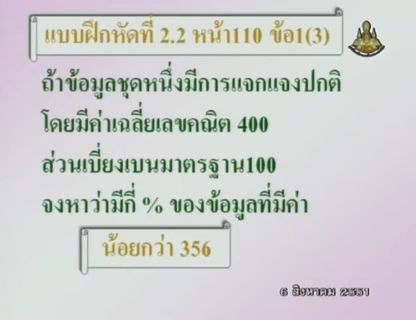 แบบฝึกหัดที่ 2.2 หน้า110 ข้อ1(3)
ถ้าข้อมูลชุดหนึ่งมีการแจกแจงปกติ
โดยมีค่าเฉลี่ยเลขคณิต 400
ส่วนเบี่ยงเบนมาตรฐาน100
จงหาว่ามีกี่ % ของข้อมูลที่มีค่า
น้อยกว่า 356
6 สิงหาคม 2551